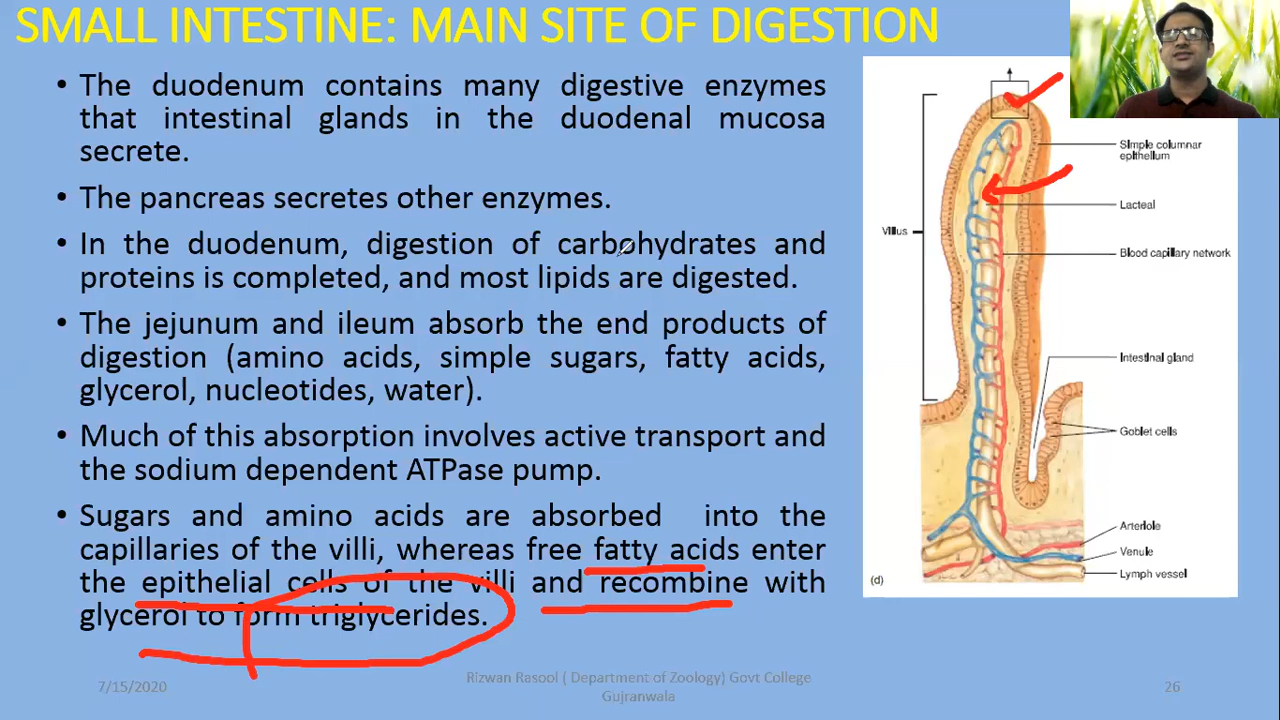 SMALL INTESTINE: MAIN SITE OF DIGESTION
• The duodenum contains many digestive enzymes
that intestinal glands in the duodenal mucosa
secrete.
• The pancreas secretes other enzymes.
• In the duodenum, digestion of carbohydrates and
proteins is completed, and most lipids are digested.
• The jejunum and ileum absorb the end products of
digestion (amino acids, simple sugars, fatty acids,
glycerol, nucleotides, water).
• Much of this absorption involves active transport and
the sodium dependent ATPase pump.
• Sugars and amino acids are absorbed into the
capillaries of the villi, whereas free fatty acids enter
the epithelial cells of the villi and recombine with
glycerol to form triglycerides.
Simple columnar
epithelium
Lacteal
Villus
Blood capillary network
Intestinal gland
Goblet cells
Arteriole
Venule
Lymph vessel
(d)
7/15/2020
Rizwan Rasool ( Department of Zoology) Govt College
Gujranwala
26